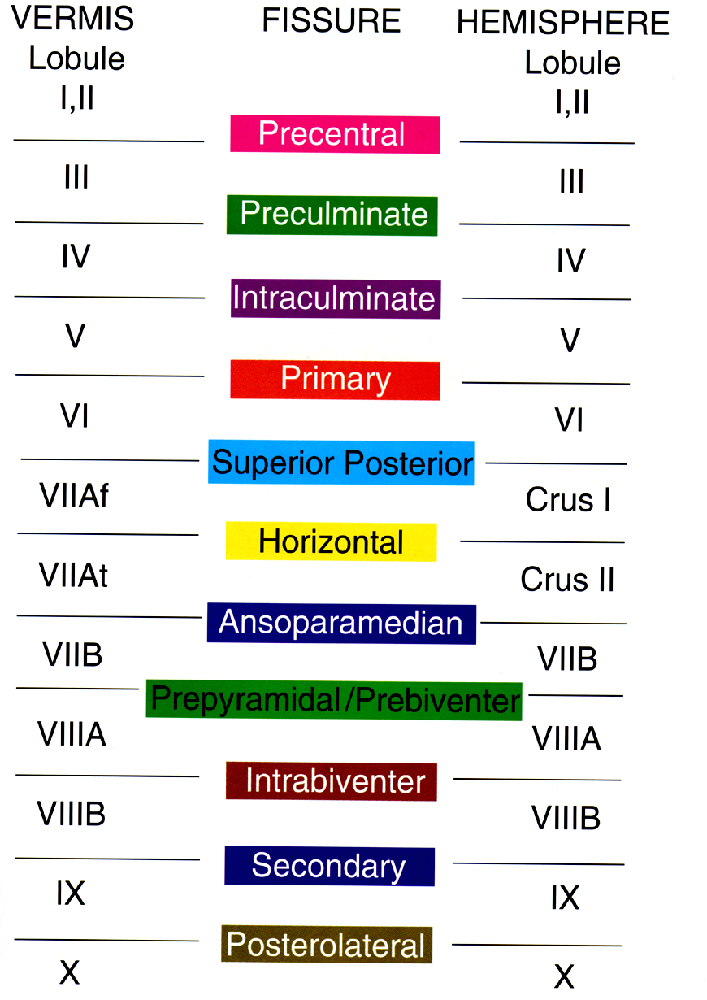 VERMIS FISSURE HEMISPHERE
Lobule Lobule
I,II I,II
Precentral
III III
Preculminate
IV IV
Intraculminate
V V
Primary
VI VI
Superior Posterior
VIIAf Crus I
Horizontal
VIIAt Crus II
Ansoparamedian
VIIB VIIB
Prepyramidal/Prebiventer
VIIIA VIIIA
Intrabiventer
VIIIB VIIIB
Secondary
IX IX
Posterolateral
X X